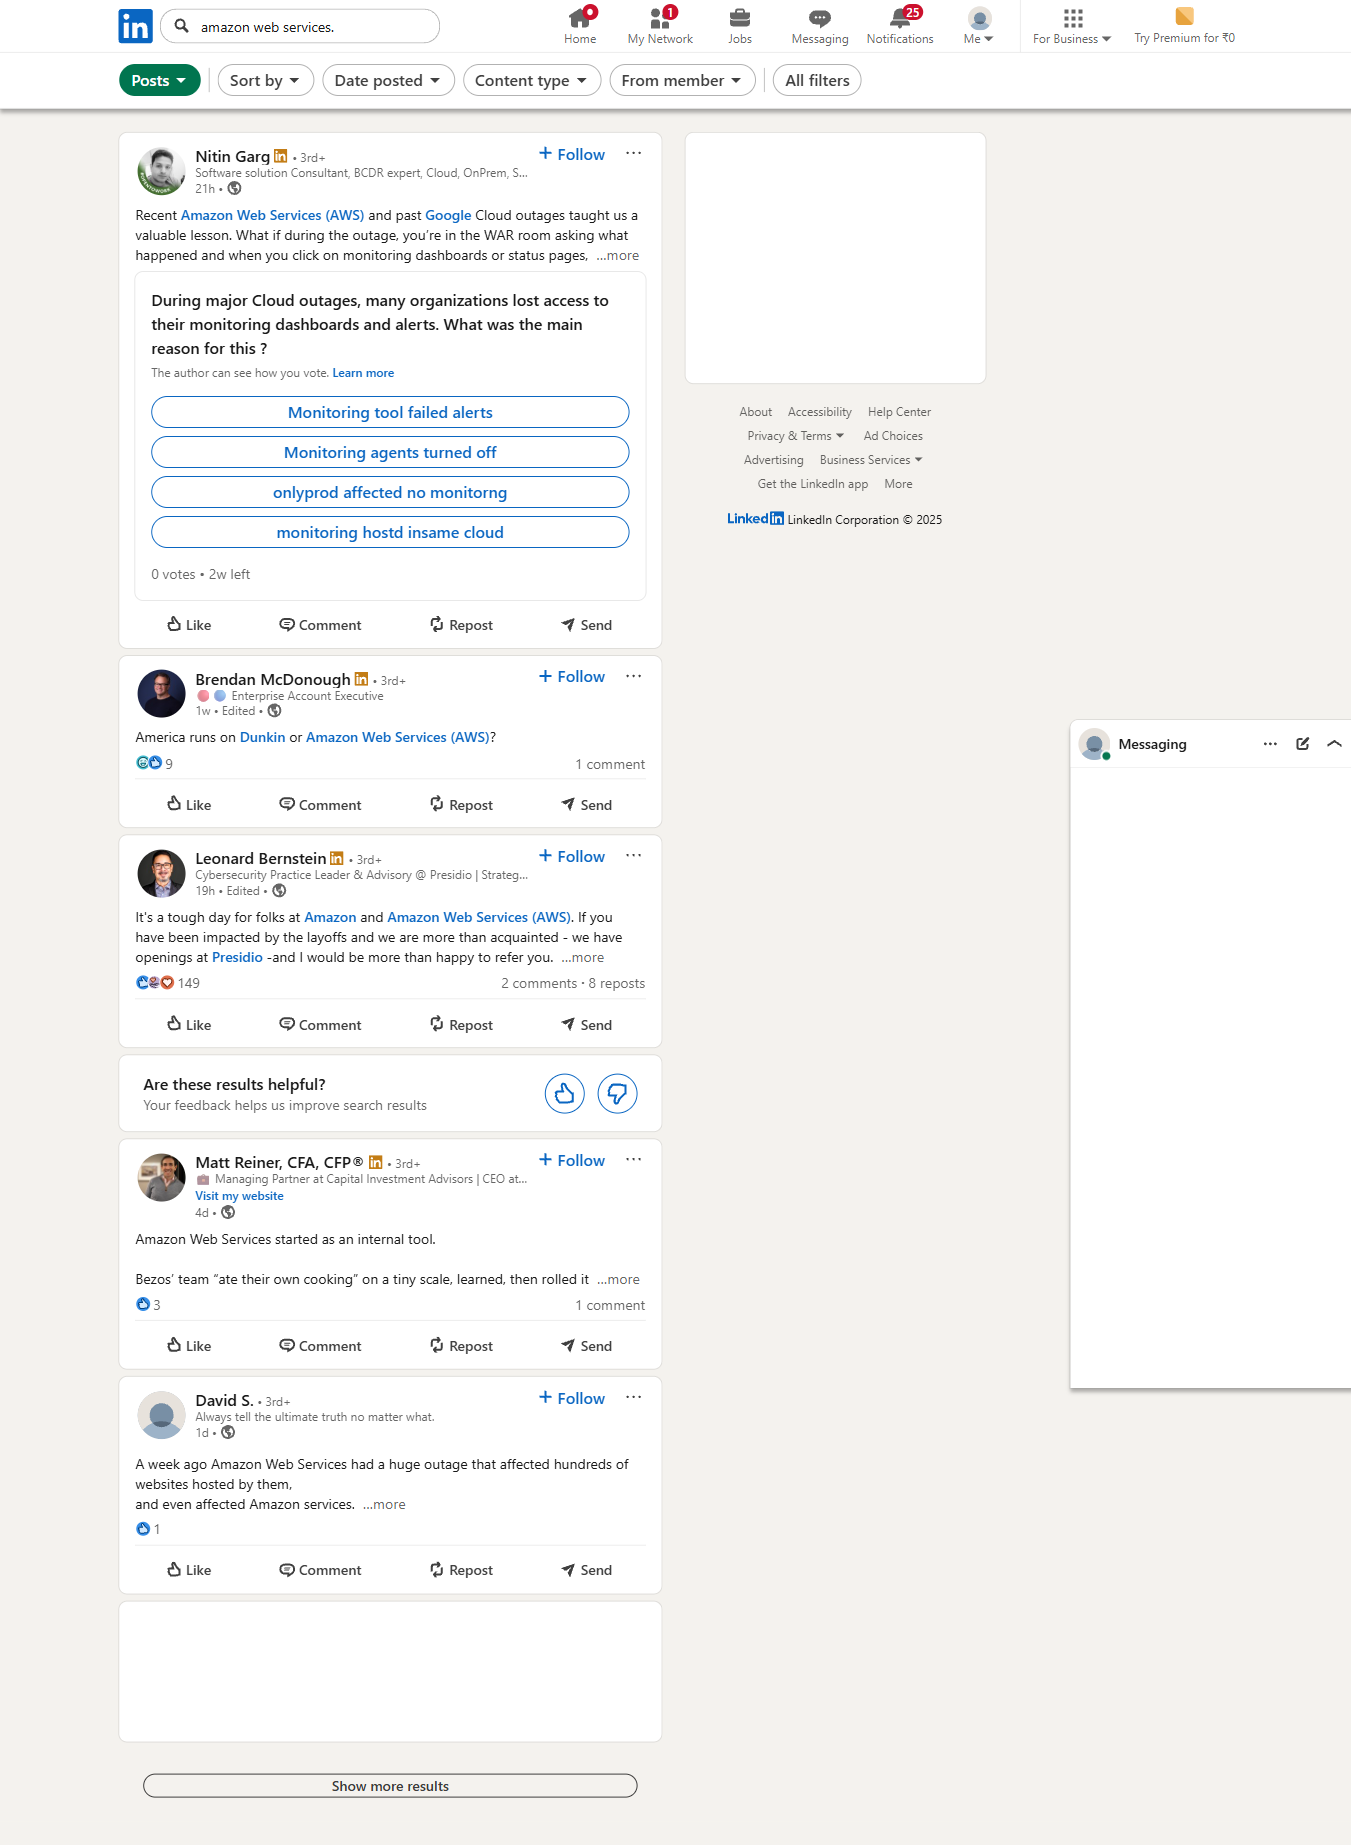 in
amazon web services.
Home
1
My Network
Jobs
Messaging
25
Notifications
Me
For Business
Try Premium for ₹0
Posts
Sort by
Date posted
Content type
From member
All filters
Nitin Garg in • 3rd+
Software solution Consultant, BCDR expert, Cloud, OnPrem, S...
21h •
+ Follow
Recent Amazon Web Services (AWS) and past Google Cloud outages taught us a
valuable lesson. What if during the outage, you’re in the WAR room asking what
happened and when you click on monitoring dashboards or status pages, ...more
During major Cloud outages, many organizations lost access to
their monitoring dashboards and alerts. What was the main
reason for this ?
The author can see how you vote. Learn more
Monitoring tool failed alerts
Monitoring agents turned off
onlyprod affected no monitorng
monitoring hostd insame cloud
0 votes • 2w left
Like Comment Repost Send
Brendan McDonough in • 3rd+
Enterprise Account Executive
1w • Edited •
+ Follow
America runs on Dunkin or Amazon Web Services (AWS)?
9 1 comment
Like Comment Repost Send
Leonard Bernstein in • 3rd+
Cybersecurity Practice Leader & Advisory @ Presidio | Strateg...
19h • Edited •
+ Follow
It's a tough day for folks at Amazon and Amazon Web Services (AWS). If you
have been impacted by the layoffs and we are more than acquainted - we have
openings at Presidio -and I would be more than happy to refer you. ...more
149 2 comments · 8 reposts
Like Comment Repost Send
Are these results helpful?
Your feedback helps us improve search results
Matt Reiner, CFA, CFP® in • 3rd+
Managing Partner at Capital Investment Advisors | CEO at...
Visit my website
4d •
+ Follow
Amazon Web Services started as an internal tool.
Bezos’ team “ate their own cooking” on a tiny scale, learned, then rolled it ...more
3 1 comment
Like Comment Repost Send
David S. • 3rd+
Always tell the ultimate truth no matter what.
1d •
+ Follow
A week ago Amazon Web Services had a huge outage that affected hundreds of
websites hosted by them,
and even affected Amazon services. ...more
1
Like Comment Repost Send
Show more results
About Accessibility Help Center
Privacy & Terms Ad Choices
Advertising Business Services
Get the LinkedIn app More
LinkedIn LinkedIn Corporation © 2025
Messaging